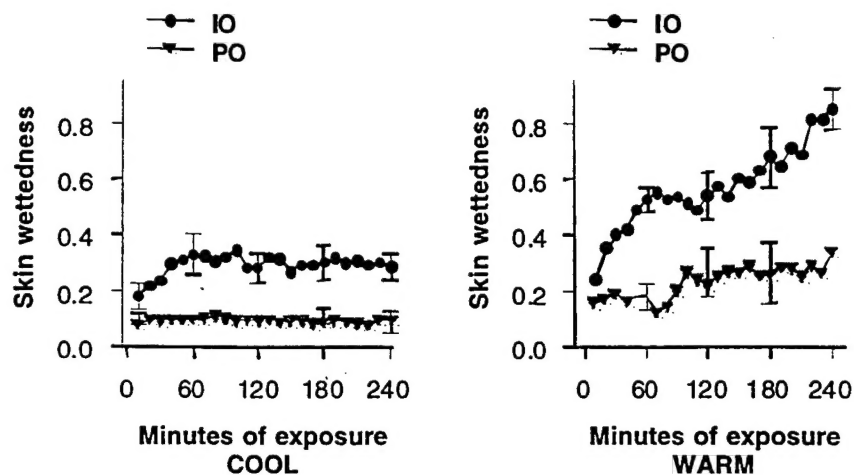 IO
PO
Skin wettedness
0.8
0.6
0.4
0.2
0.0
0 60 120 180 240
Minutes of exposure
COOL
IO
PO
Skin wettedness
0.8
0.6
0.4
0.2
0.0
0 60 120 180 240
Minutes of exposure
WARM